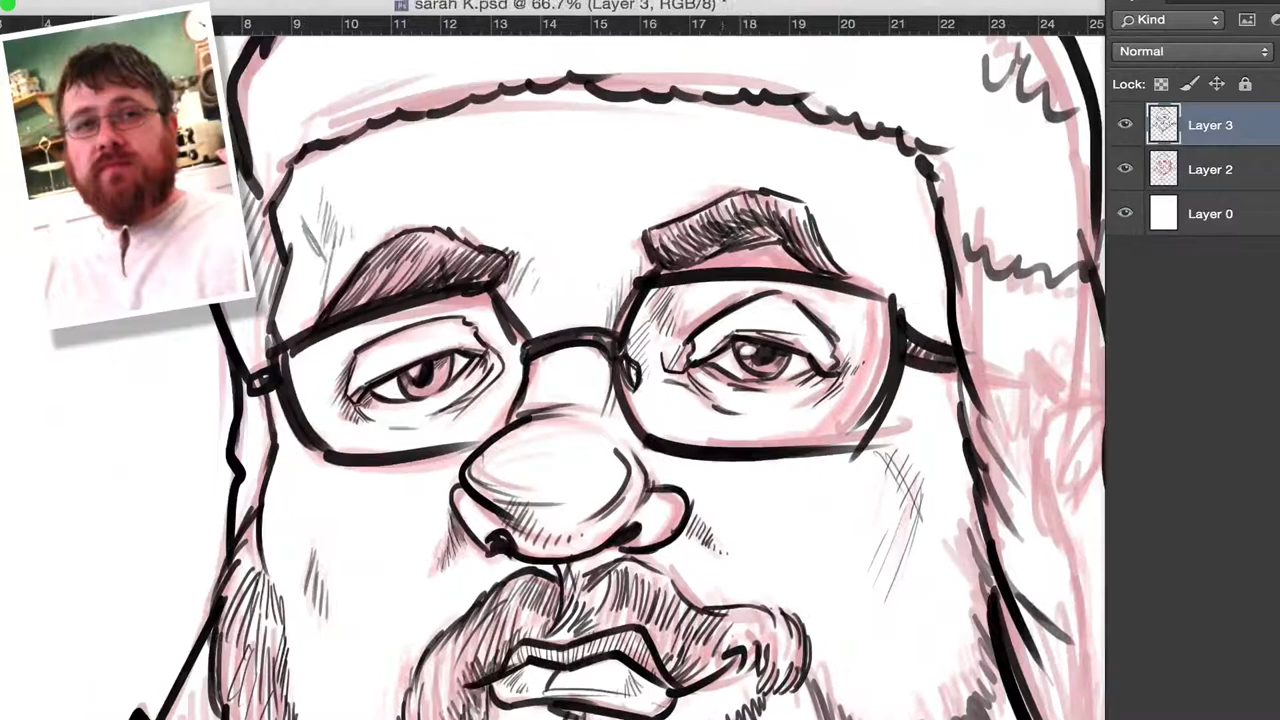 sarah K.psd @ 66.7% (Layer 3, RGB/8) *
8 9 10 11 12 13 14 15 16 17 18 19 20 21 22 23 24 25
Kind
Normal
Lock:
Layer 3
Layer 2
Layer 0